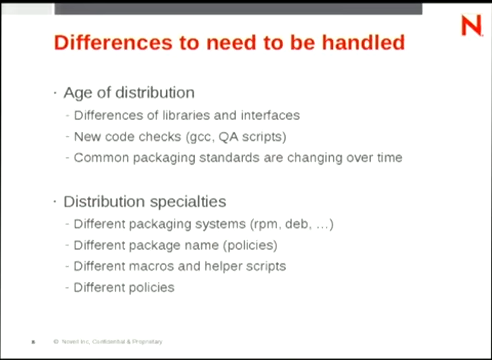 N
Differences to need to be handled
· Age of distribution
- Differences of libraries and interfaces
- New code checks (gcc, QA scripts)
- Common packaging standards are changing over time
· Distribution specialties
- Different packaging systems (rpm, deb, ...)
- Different package name (policies)
- Different macros and helper scripts
- Different policies
© Novell Inc, Confidential & Proprietary